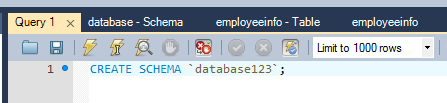 Query 1 database - Schema employeeinfo - Table employeeinfo
Limit to 1000 rows
1 CREATE SCHEMA `database123`;